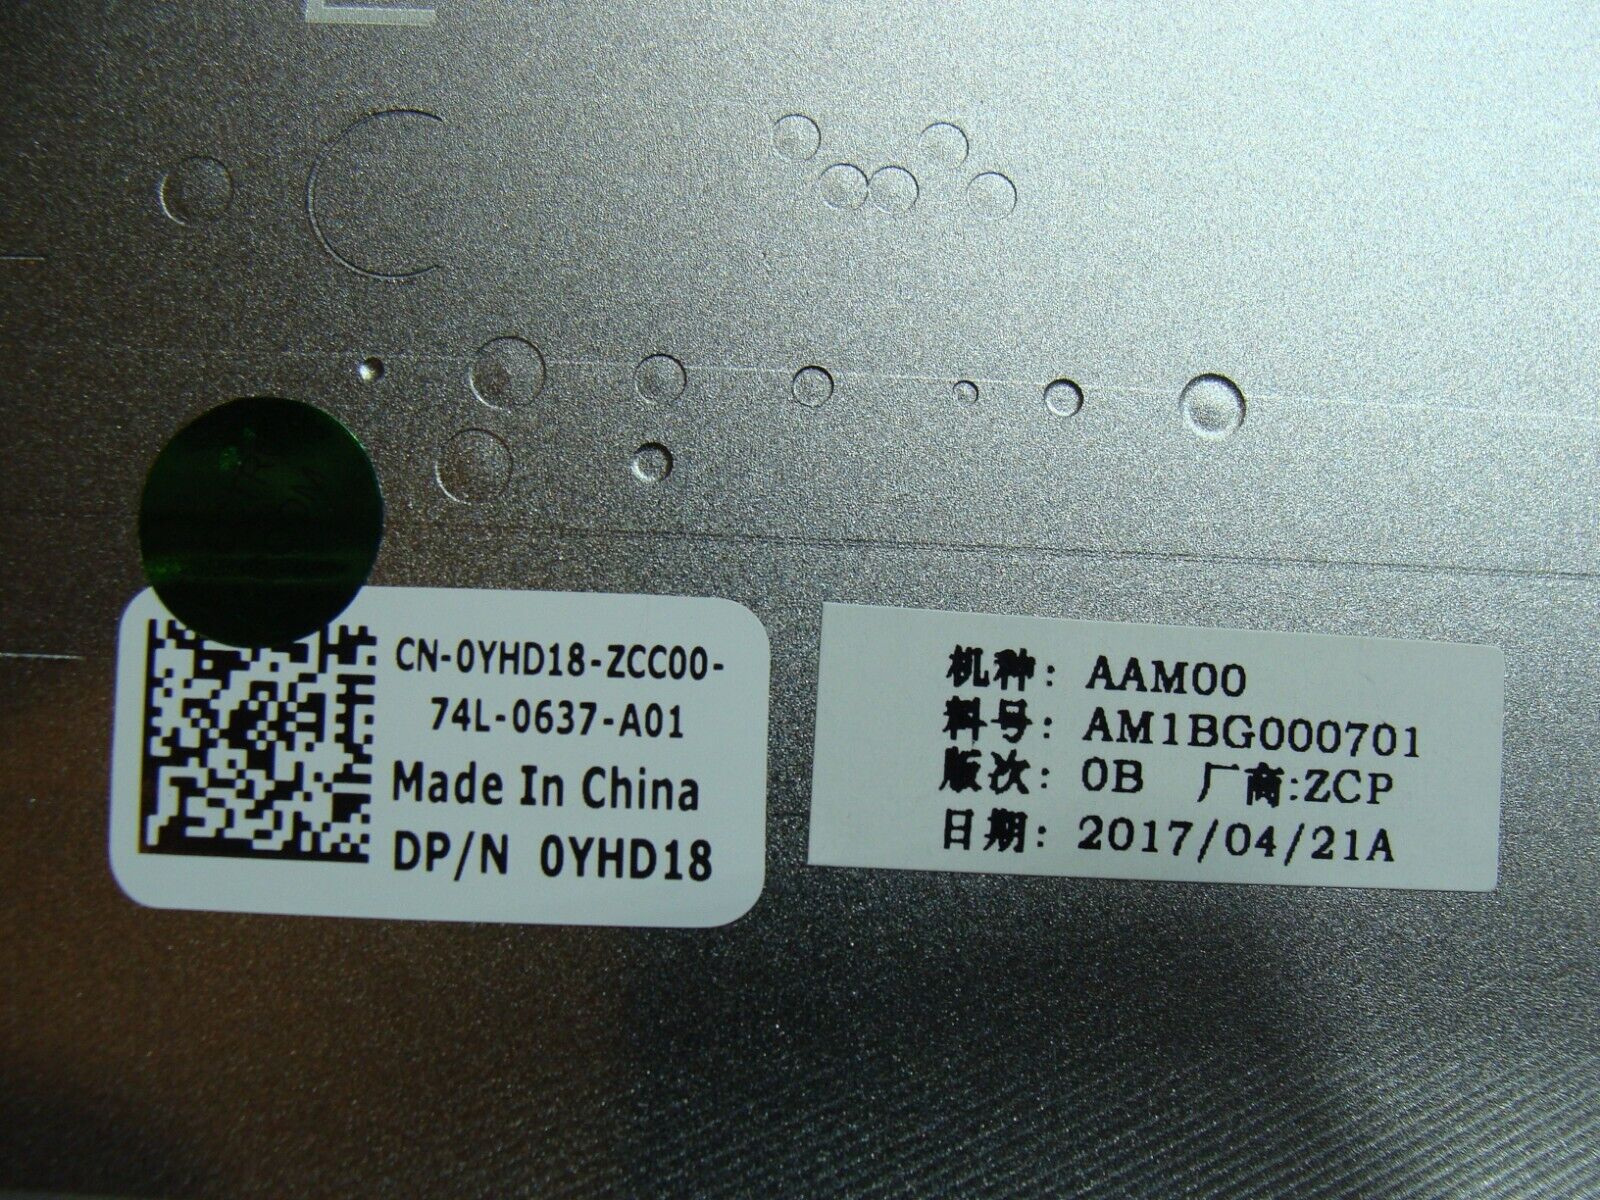 CN-0YHD18-ZCC00-
74L-0637-A01
Made In China
DP/N 0YHD18
机种: AAM00
料号: AM1BG000701
版次: 0B 厂商:ZCP
日期: 2017/04/21A